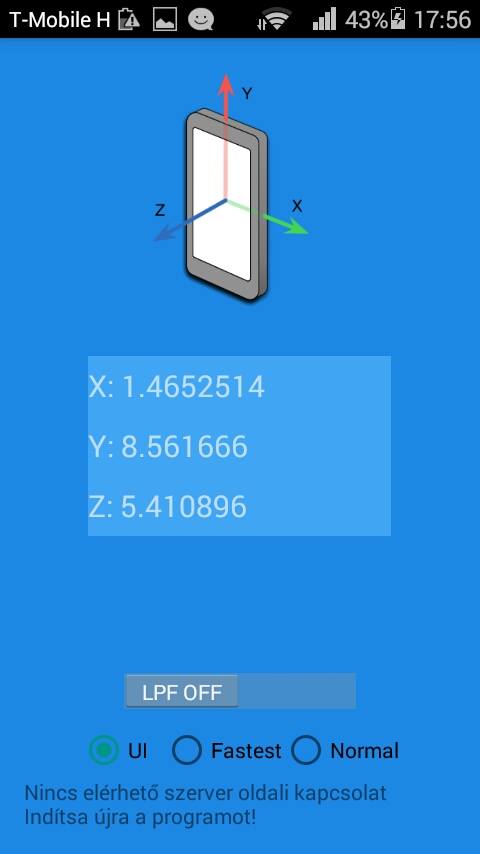 T-Mobile H 43% 17:56
Y
X
Z
X: 1.4652514
Y: 8.561666
Z: 5.410896
LPF OFF
UI Fastest Normal
Nincs elérhető szerver oldali kapcsolat
Indítsa újra a programot!